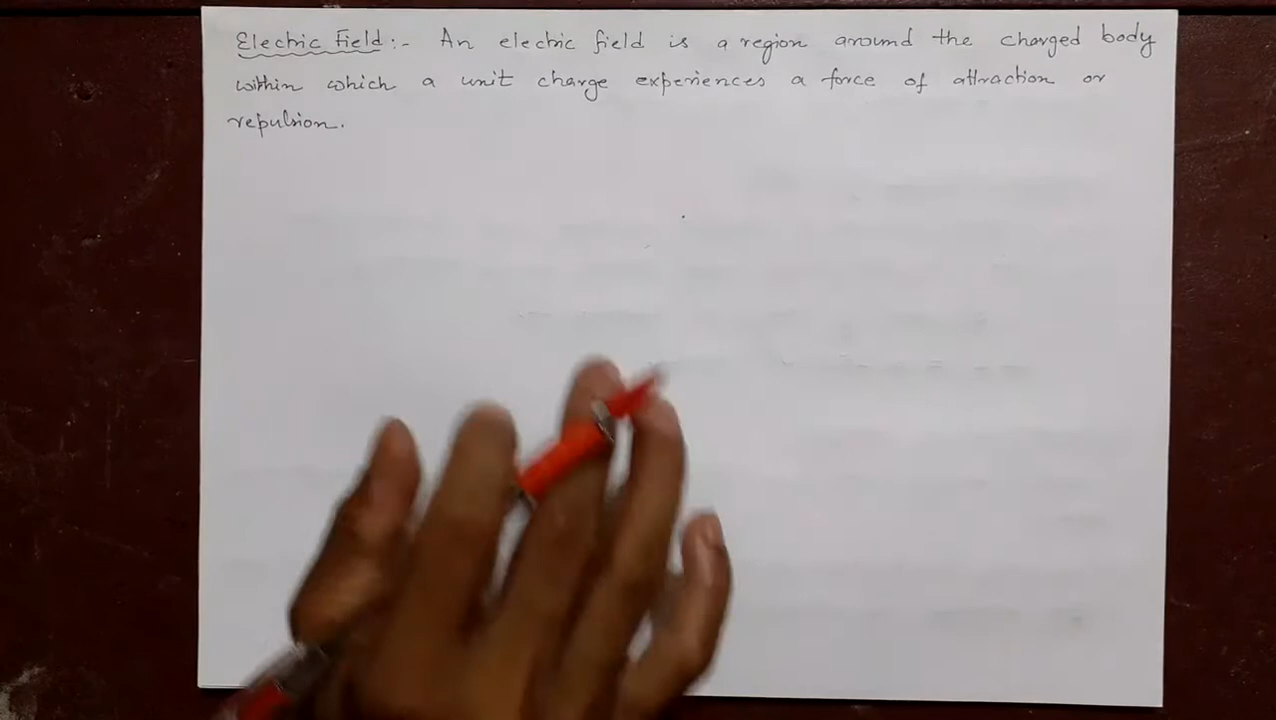 Electric Field:- An electric field is a region around the charged body
within which a unit charge experiences a force of attraction or
repulsion.